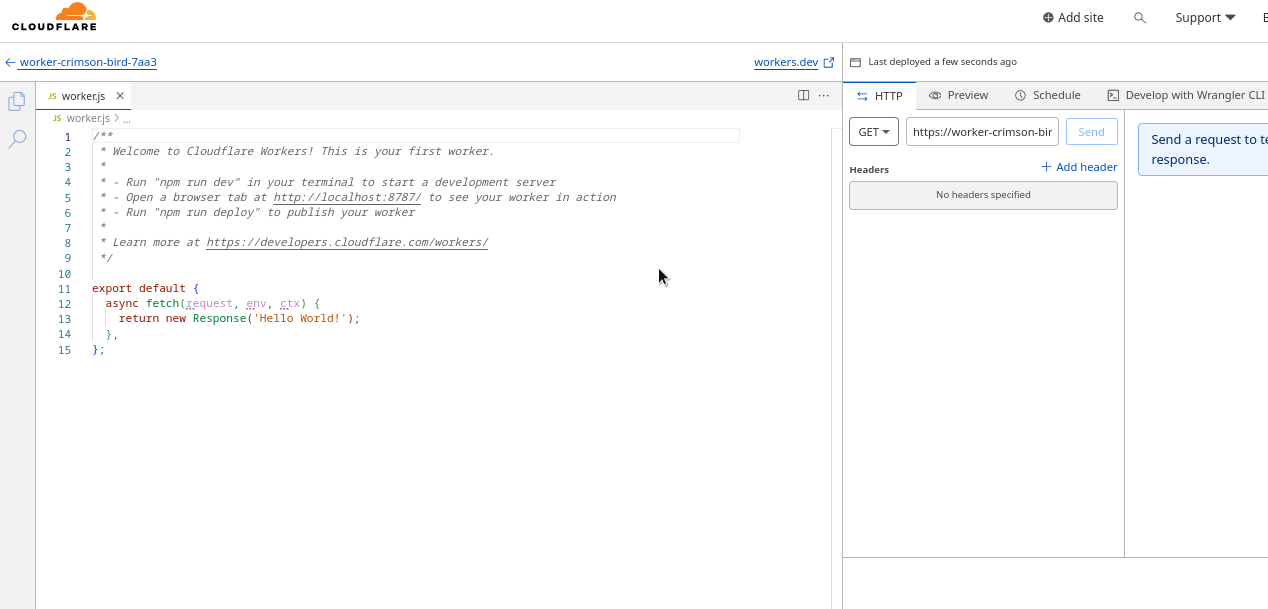 CLOUDFLARE
Add site
Support
worker-crimson-bird-7aa3
workers.dev
Last deployed a few seconds ago
JS worker.js
HTTP
Preview
Schedule
Develop with Wrangler CLI
JS worker.js > ...
GET
https://worker-crimson-bir
Send
Headers
Add header
No headers specified
Send a request to te
response.
1 /**
2 * Welcome to Cloudflare Workers! This is your first worker.
3 *
4 * - Run "npm run dev" in your terminal to start a development server
5 * - Open a browser tab at http://localhost:8787/ to see your worker in action
6 * - Run "npm run deploy" to publish your worker
7 *
8 * Learn more at https://developers.cloudflare.com/workers/
9 */
10
11 export default {
12 async fetch(request, env, ctx) {
13 return new Response('Hello World!');
14 },
15 };